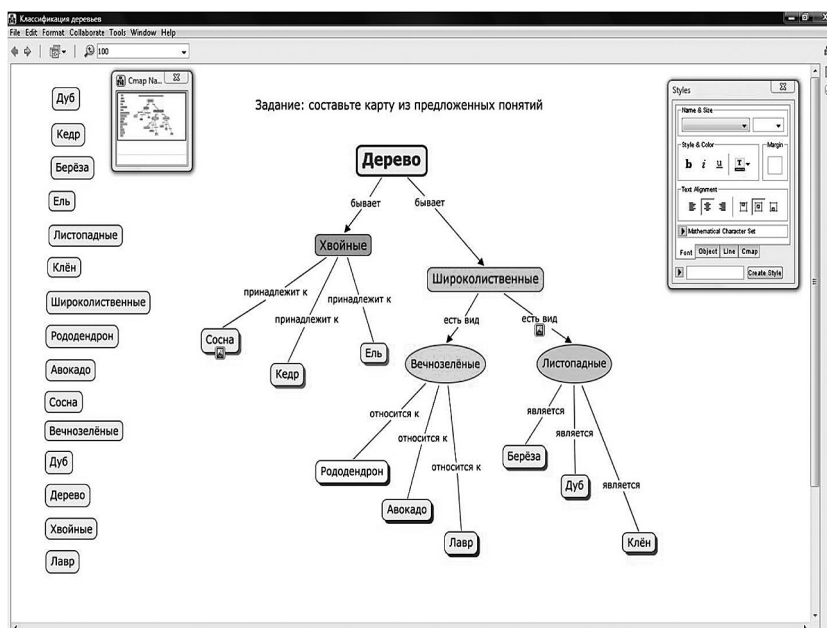 Классификация деревьев
File Edit Format Collaborate Tools Window Help
100
Cmap Na...
Задание: составьте карту из предложенных понятий
Дуб
Кедр
Берёза
Ель
Листопадные
Клён
Широколиственные
Рододендрон
Авокадо
Сосна
Вечнозелёные
Дуб
Дерево
Хвойные
Лавр
Дерево
бывает
бывает
Хвойные
Широколиственные
принадлежит к
принадлежит к
принадлежит к
Сосна
Кедр
Ель
есть вид
есть вид
Вечнозелёные
Листопадные
относится к
относится к
относится к
является
является
является
Рододендрон
Авокадо
Лавр
Берёза
Дуб
Клён
Styles
Name & Size
Style & Color
Margin
b i u T
Text Alignment
Mathematical Character Set
Font Object Line Cmap
Create Style